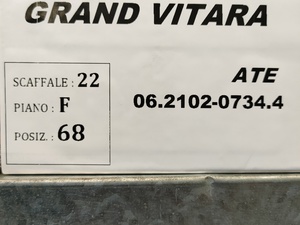 GRAND VITARA
SCAFFALE : 22
PIANO : F
POSIZ. : 68
ATE
06.2102-0734.4